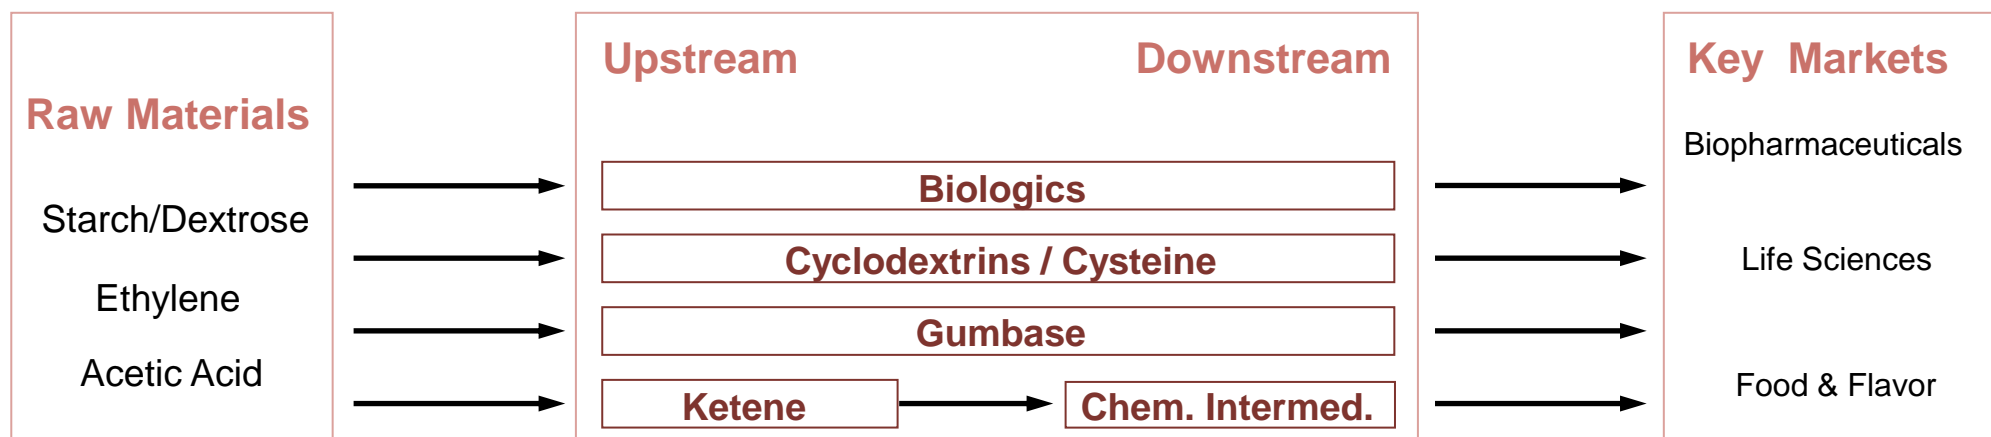 Raw Materials
Starch/Dextrose
Ethylene
Acetic Acid
Upstream Downstream
Biologics
Cyclodextrins / Cysteine
Gumbase
Ketene Chem. Intermed.
Key Markets
Biopharmaceuticals
Life Sciences
Food & Flavor